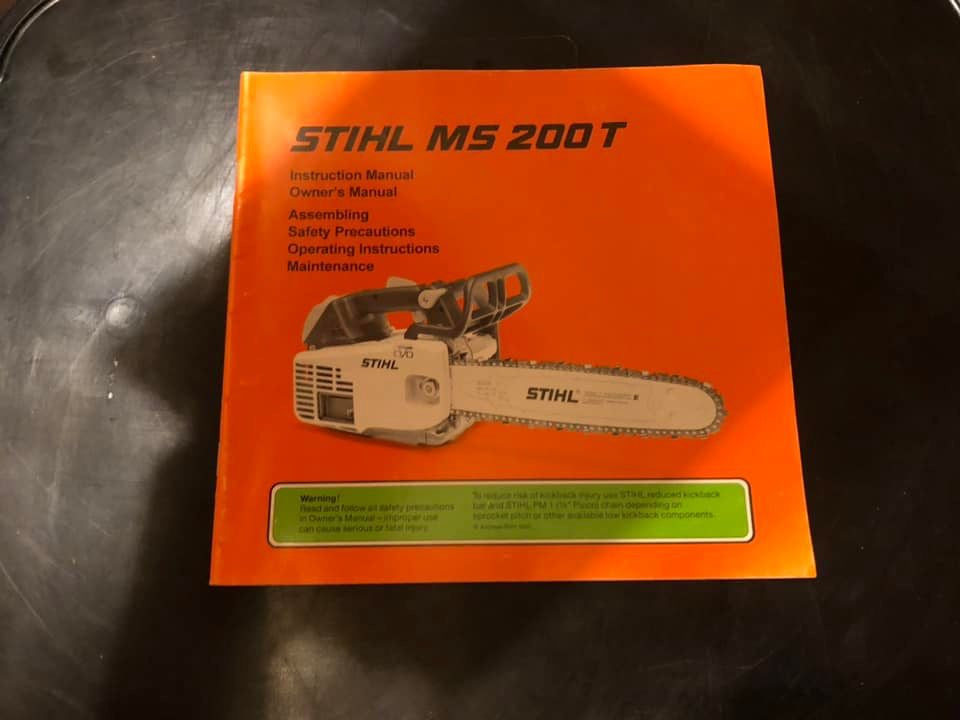 STIHL MS 200 T
Instruction Manual
Owner's Manual
Assembling
Safety Precautions
Operating Instructions
Maintenance
STIHL
STIHL
Warning!
Read and follow all safety precautions
in Owner's Manual – improper use
can cause serious or fatal injury.
To reduce risk of kickback injury use STIHL reduced kickback
bar and STIHL PM 1 chain depending on
sprocket pitch or other available low kickback components.